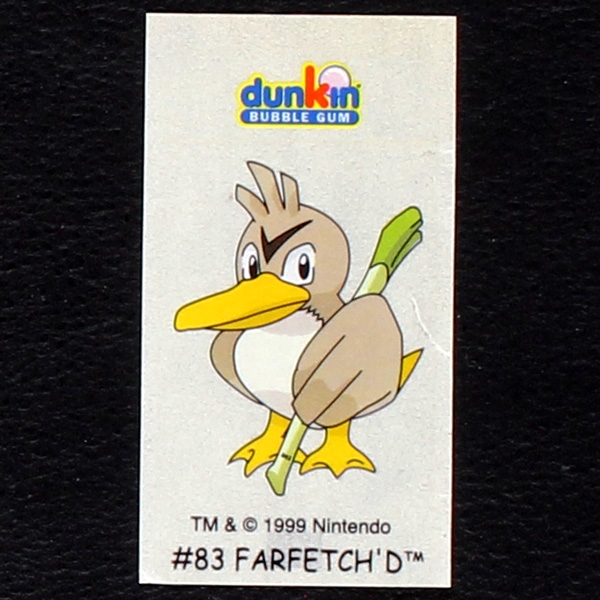 dunkin
BUBBLE GUM
TM & © 1999 Nintendo
#83 FARFETCH'D™